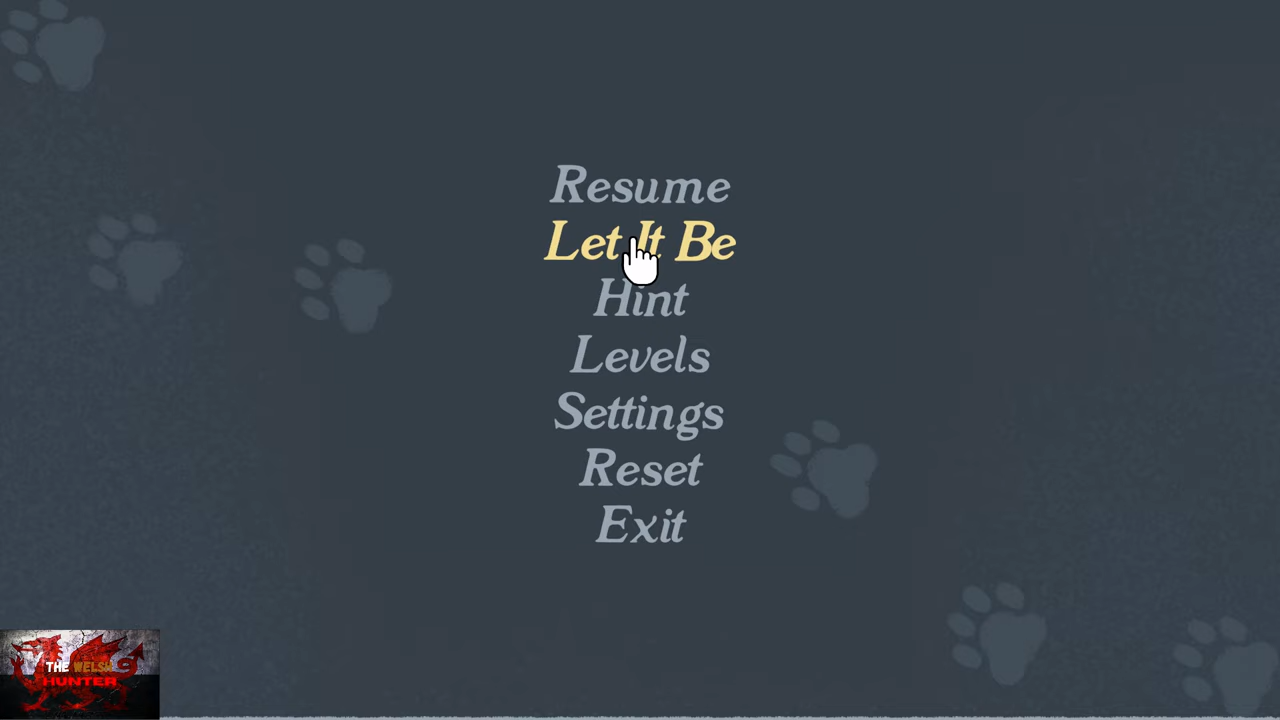 Resume
Let It Be
Hint
Levels
Settings
Reset
Exit
THE WELSH
HUNTER